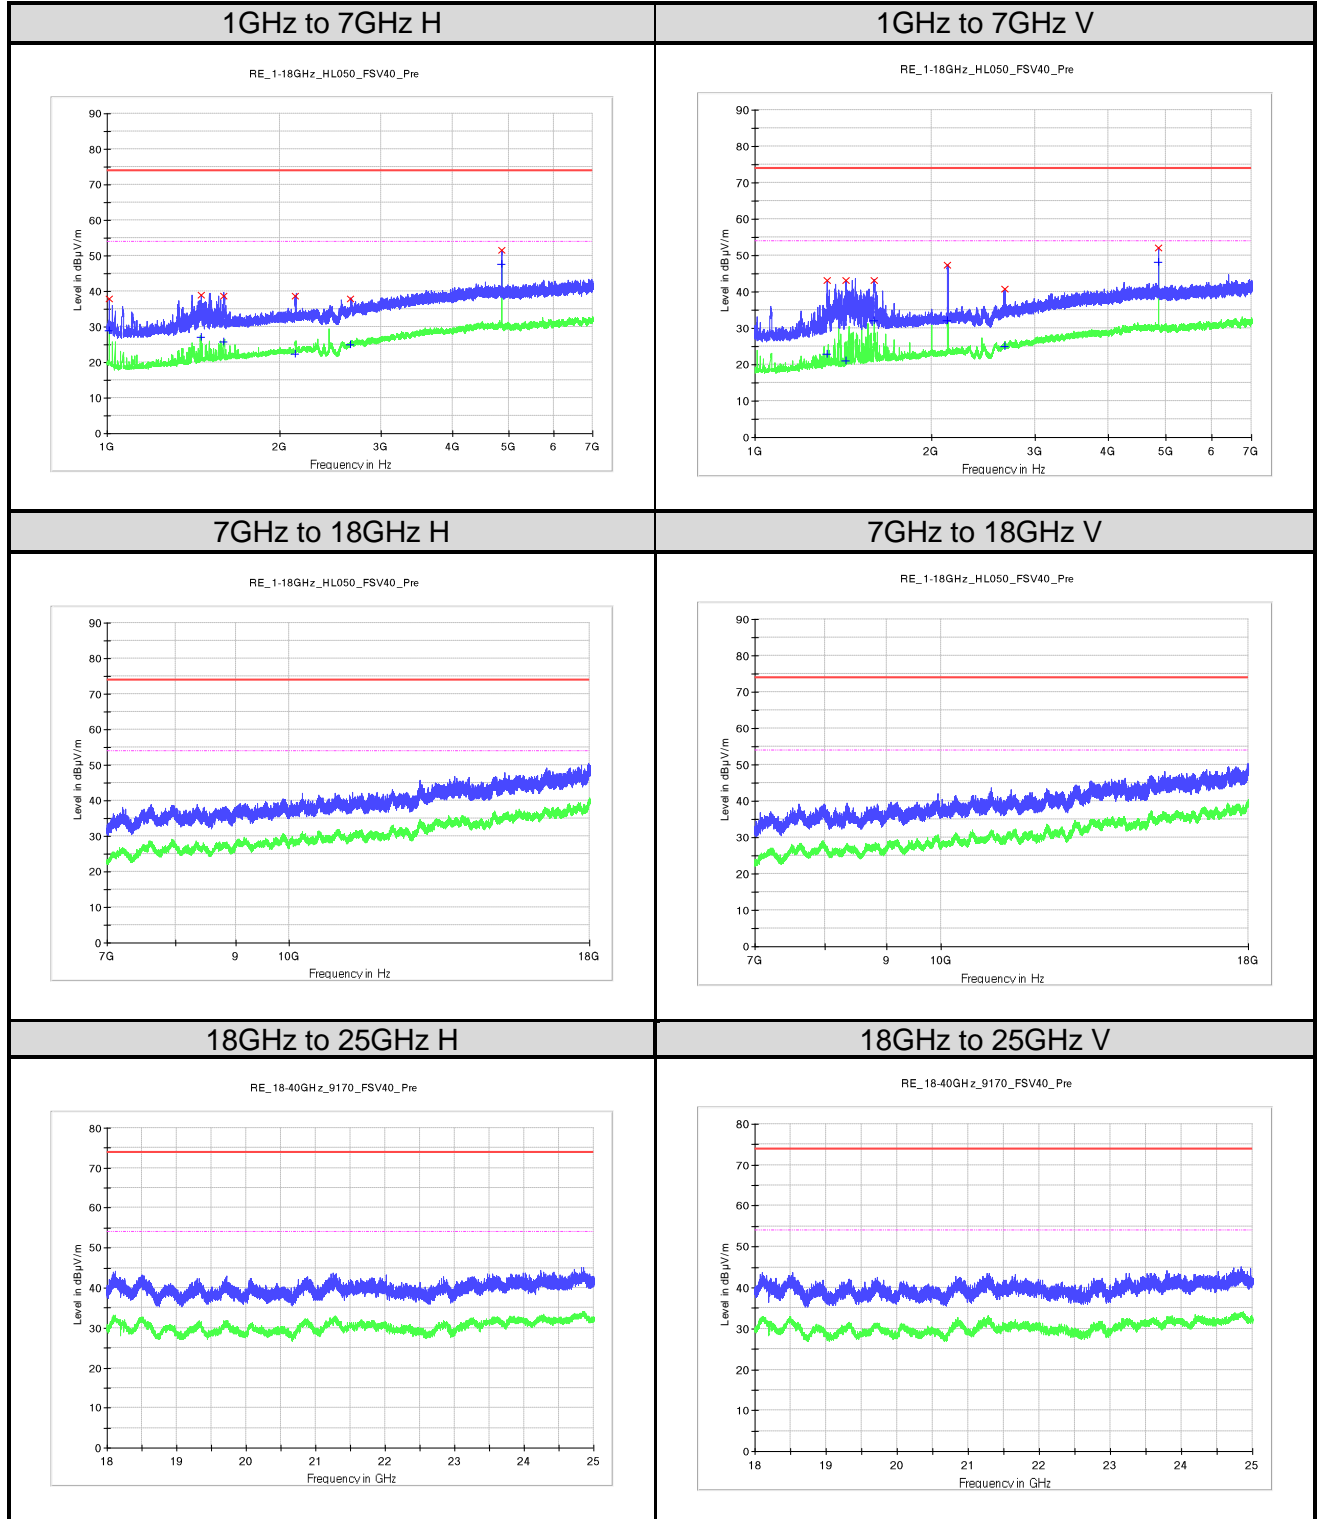 1GHz to 7GHz H
1GHz to 7GHz V
RE_1-18GHz_HL050_FSV40_Pre
Level in dBµV/m
90
80
70
60
50
40
30
20
10
0
1G 2G 3G 4G 5G 6 7G
Frequency in Hz
RE_1-18GHz_HL050_FSV40_Pre
Level in dBµV/m
90
80
70
60
50
40
30
20
10
0
1G 2G 3G 4G 5G 6 7G
Frequency in Hz
7GHz to 18GHz H
7GHz to 18GHz V
RE_1-18GHz_HL050_FSV40_Pre
Level in dBµV/m
90
80
70
60
50
40
30
20
10
0
7G 9 10G 18G
Frequency in Hz
RE_1-18GHz_HL050_FSV40_Pre
Level in dBµV/m
90
80
70
60
50
40
30
20
10
0
7G 9 10G 18G
Frequency in Hz
18GHz to 25GHz H
18GHz to 25GHz V
RE_18-40GHz_9170_FSV40_Pre
Level in dBµV/m
80
70
60
50
40
30
20
10
0
18 19 20 21 22 23 24 25
Frequency in GHz
RE_18-40GHz_9170_FSV40_Pre
Level in dBµV/m
80
70
60
50
40
30
20
10
0
18 19 20 21 22 23 24 25
Frequency in GHz